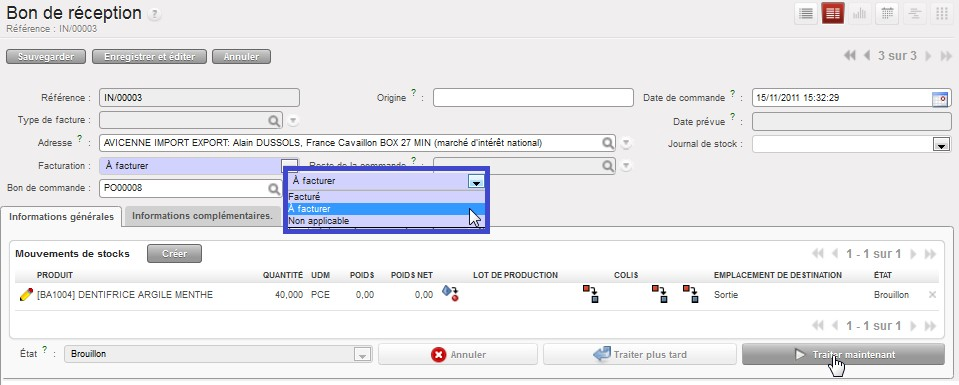 Bon de réception ?
Référence : IN/00003
Sauvegarder Enregistrer et éditer Annuler 3 sur 3
Référence : IN/00003 Origine ? : Date de commande ? : 15/11/2011 15:32:29
Type de facture : Date prévue ? :
Adresse ? : AVICENNE IMPORT EXPORT: Alain DUSSOLS, France Cavaillon BOX 27 MIN (marché d'intérêt national) Journal de stock :
Facturation : À facturer Reste de la commande ? :
À facturer
Bon de commande : PO00008
Facturé
À facturer
Non applicable
Informations générales Informations complémentaires.
Mouvements de stocks Créer 1 - 1 sur 1
PRODUIT QUANTITÉ UDM POIDS POIDS NET LOT DE PRODUCTION COLIS EMPLACEMENT DE DESTINATION ÉTAT
[BA1004] DENTIFRICE ARGILE MENTHE 40,000 PCE 0,00 0,00 Sortie Brouillon
1 - 1 sur 1
État ? : Brouillon Annuler Traiter plus tard Traiter maintenant